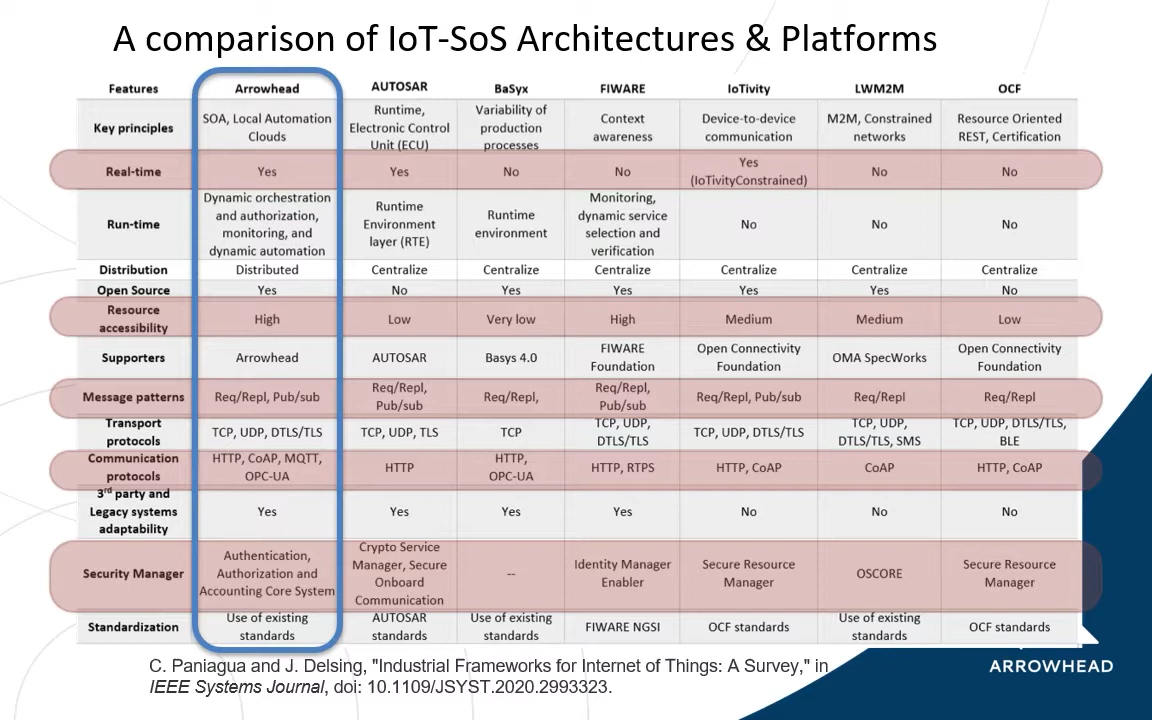 A comparison of IoT-SoS Architectures & Platforms
Features Arrowhead AUTOSAR BaSyx FIWARE IoTivity LWM2M OCF
Key principles
SOA, Local Automation
Clouds
Runtime,
Electronic Control
Unit (ECU)
Variability of
production
processes
Context
awareness
Device-to-device
communication
M2M, Constrained
networks
Resource Oriented
REST, Certification
Real-time
Yes
Yes
No
No
Yes
(IoTivityConstrained)
No
No
Run-time
Dynamic orchestration
and authorization,
monitoring, and
dynamic automation
Runtime
Environment
layer (RTE)
Runtime
environment
Monitoring,
dynamic service
selection and
verification
No
No
No
Distribution Distributed Centralize Centralize Centralize Centralize Centralize Centralize
Open Source Yes No Yes Yes Yes Yes No
Resource
accessibility
High
Low
Very low
High
Medium
Medium
Low
Supporters
Arrowhead
AUTOSAR
Basys 4.0
FIWARE
Foundation
Open Connectivity
Foundation
OMA SpecWorks
Open Connectivity
Foundation
Message patterns
Req/Repl, Pub/sub
Req/Repl,
Pub/sub
Req/Repl,
Req/Repl,
Pub/sub
Req/Repl, Pub/sub
Req/Repl
Req/Repl
Transport
protocols
TCP, UDP, DTLS/TLS
TCP, UDP, TLS
TCP
TCP, UDP,
DTLS/TLS
TCP, UDP, DTLS/TLS
TCP, UDP,
DTLS/TLS, SMS
TCP, UDP, DTLS/TLS,
BLE
Communication
protocols
HTTP, CoAP, MQTT,
OPC-UA
HTTP
HTTP,
OPC-UA
HTTP, RTPS
HTTP, CoAP
CoAP
HTTP, CoAP
3rd party and
Legacy systems
adaptability
Yes
Yes
Yes
Yes
No
No
No
Security Manager
Authentication,
Authorization and
Accounting Core System
Crypto Service
Manager, Secure
Onboard
Communication
--
Identity Manager
Enabler
Secure Resource
Manager
OSCORE
Secure Resource
Manager
Standardization
Use of existing
standards
AUTOSAR
standards
Use of existing
standards
FIWARE NGSI
OCF standards
Use of existing
standards
OCF standards
C. Paniagua and J. Delsing, "Industrial Frameworks for Internet of Things: A Survey," in
IEEE Systems Journal, doi: 10.1109/JSYST.2020.2993323.
ARROWHEAD